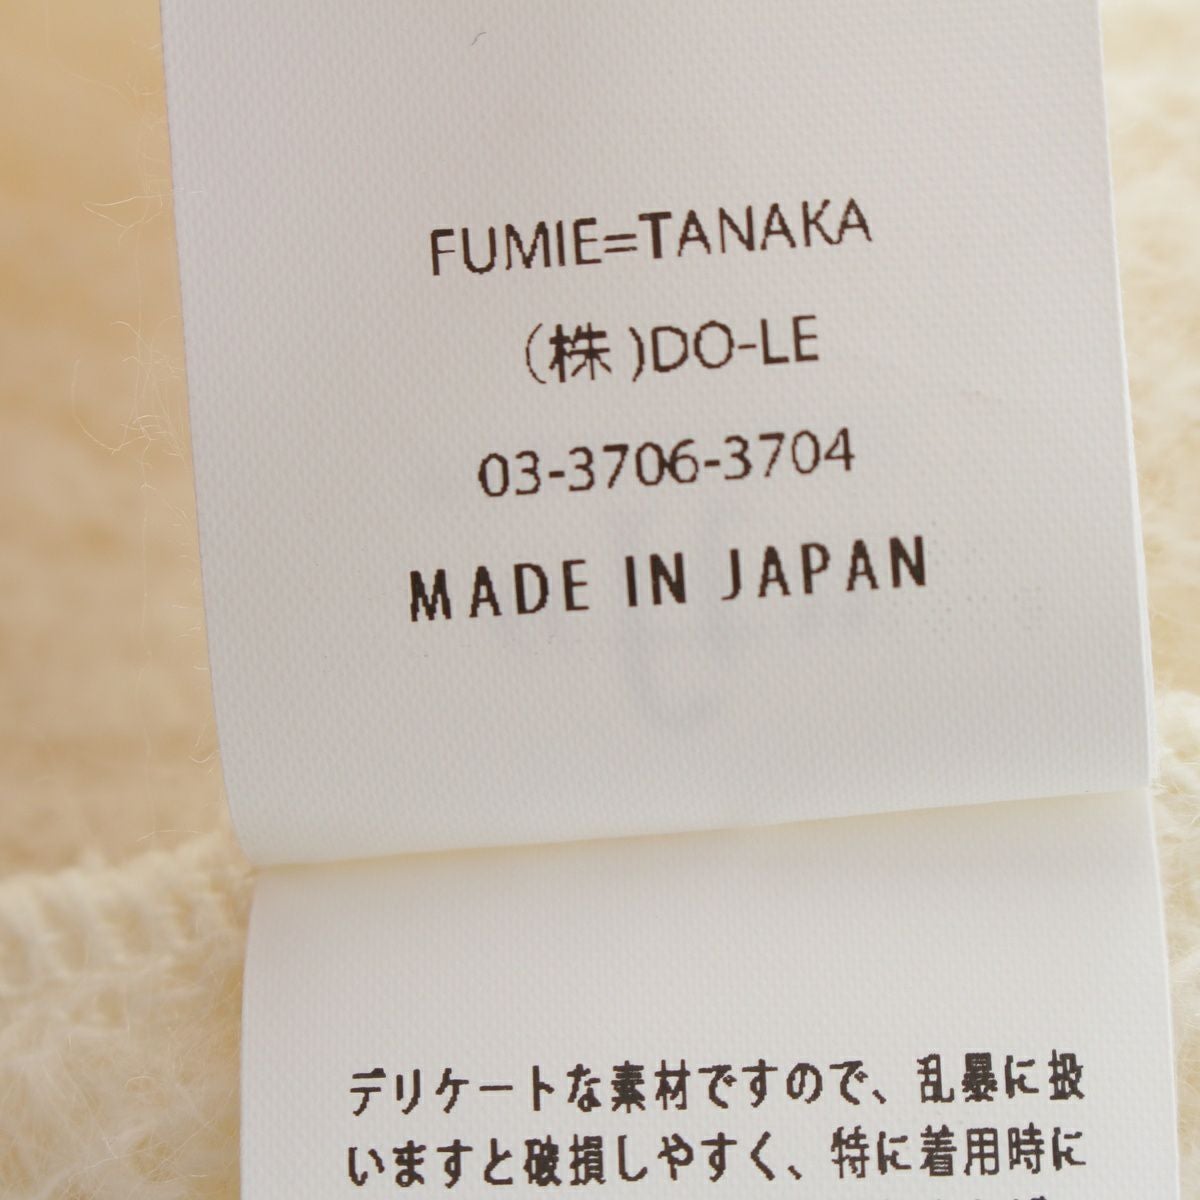 FUMIE=TANAKA
(株)DO-LE
03-3706-3704
MADE IN JAPAN
デリケートな素材ですので、乱暴に扱
いますと破損しやすく、特に着用時に